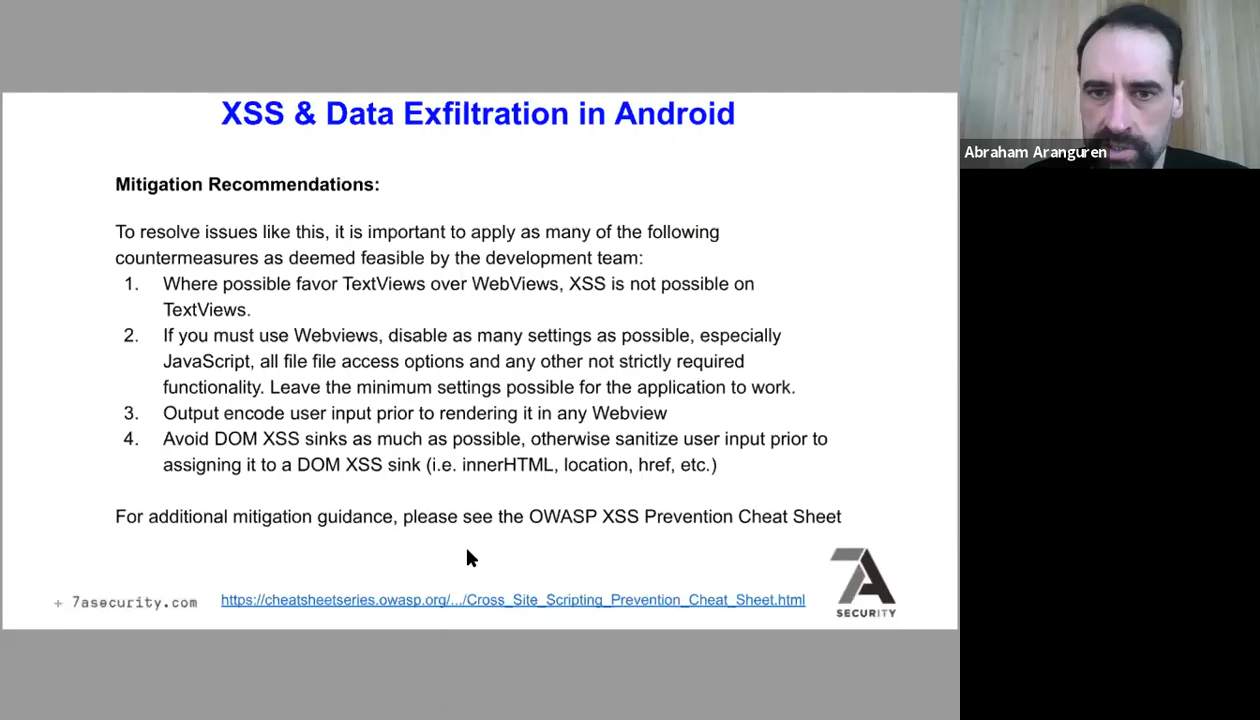 XSS & Data Exfiltration in Android
Abraham Aranguren
Mitigation Recommendations:
To resolve issues like this, it is important to apply as many of the following
countermeasures as deemed feasible by the development team:
1. Where possible favor TextViews over WebViews, XSS is not possible on
TextViews.
2. If you must use Webviews, disable as many settings as possible, especially
JavaScript, all file file access options and any other not strictly required
functionality. Leave the minimum settings possible for the application to work.
3. Output encode user input prior to rendering it in any Webview
4. Avoid DOM XSS sinks as much as possible, otherwise sanitize user input prior to
assigning it to a DOM XSS sink (i.e. innerHTML, location, href, etc.)
For additional mitigation guidance, please see the OWASP XSS Prevention Cheat Sheet
+ 7asecurity.com
https://cheatsheetseries.owasp.org/.../Cross_Site_Scripting_Prevention_Cheat_Sheet.html
7A
SECURITY